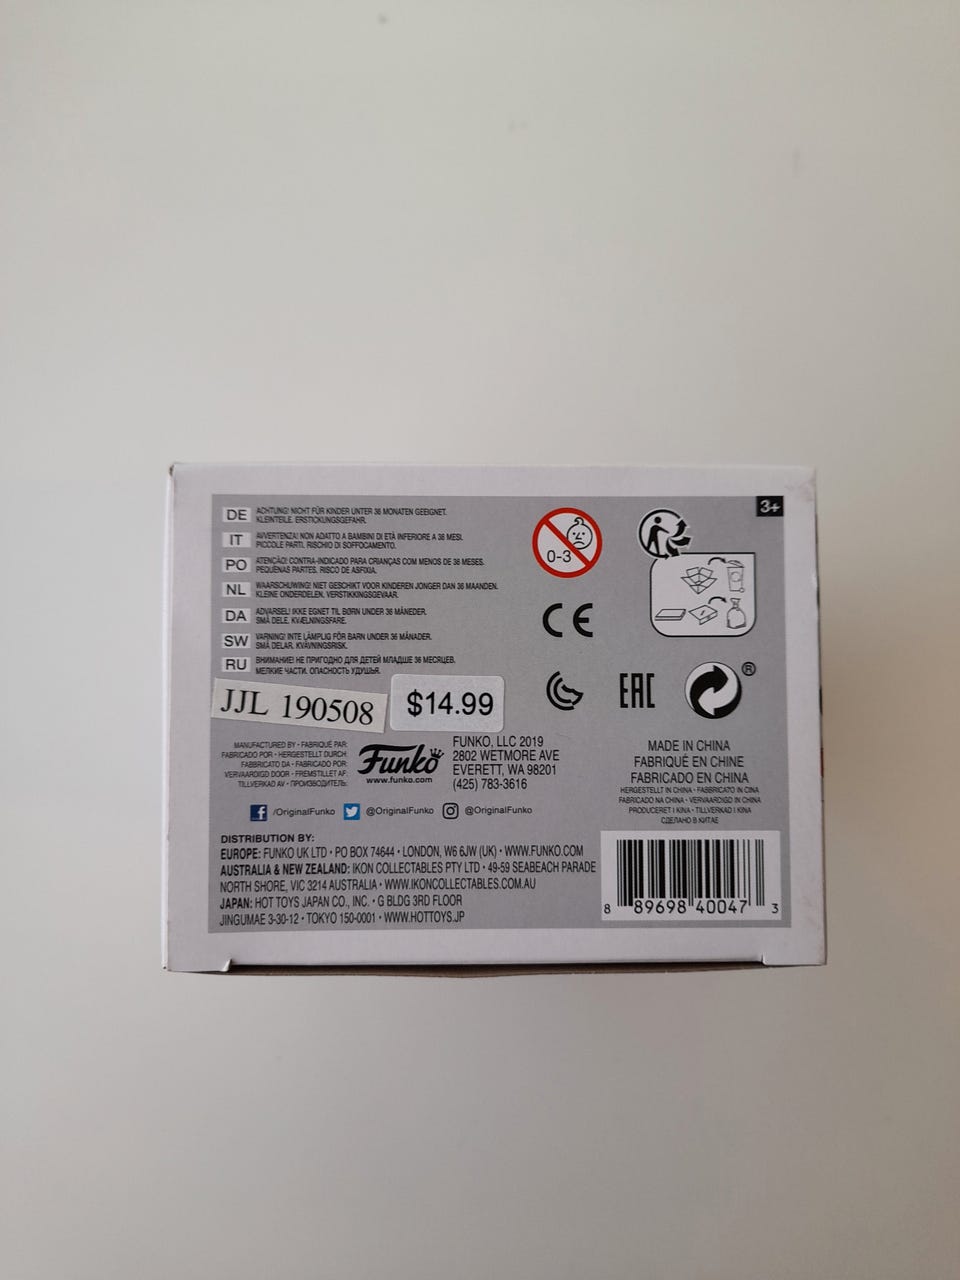 3+
DE ACHTUNG! NICHT FÜR KINDER UNTER 36 MONATEN GEEIGNET.
KLEINTEILE. ERSTICKUNGSGEFAHR.
IT AVVERTENZA! NON ADATTO A BAMBINI DI ETÀ INFERIORE A 36 MESI.
PICCOLE PARTI. RISCHIO DI SOFFOCAMENTO.
PO ATENÇÃO! CONTRA-INDICADO PARA CRIANÇAS COM MENOS DE 36 MESES.
PEQUENAS PARTES. RISCO DE ASFIXIA.
NL WAARSCHUWING! NIET GESCHIKT VOOR KINDEREN JONGER DAN 36 MAANDEN.
KLEINE ONDERDELEN. VERSTIKKINGSGEVAAR.
DA ADVARSEL! IKKE EGNET TIL BØRN UNDER 36 MÅNEDER.
SMÅ DELE. KVÆLNINGSFARE.
SW VARNING! INTE LÄMPLIG FÖR BARN UNDER 36 MÅNADER.
SMÅ DELAR. KVÄVNINGSRISK.
RU ВНИМАНИЕ! НЕ ПРИГОДНО ДЛЯ ДЕТЕЙ МЛАДШЕ 36 МЕСЯЦЕВ.
МЕЛКИЕ ЧАСТИ. ОПАСНОСТЬ УДУШЬЯ.
0-3
CE
EAC
®
JJL 190508
$14.99
MANUFACTURED BY • FABRIQUÉ PAR:
FABRICADO POR • HERGESTELLT DURCH:
FABBRICATO DA • FABRICADO POR:
VERVAARDIGD DOOR • FREMSTILLET AF:
TILLVERKAD AV • ПРОИЗВОДИТЕЛЬ:
Funko
www.funko.com
FUNKO, LLC 2019
2802 WETMORE AVE
EVERETT, WA 98201
(425) 783-3616
MADE IN CHINA
FABRIQUÉ EN CHINE
FABRICADO EN CHINA
HERGESTELLT IN CHINA • FABBRICATO IN CINA
FABRICADO NA CHINA • VERVAARDIGD IN CHINA
PRODUCERET I KINA • TILLVERKAD I KINA
СДЕЛАНО В КИТАЕ
/OriginalFunko @OriginalFunko @OriginalFunko
DISTRIBUTION BY:
EUROPE: FUNKO UK LTD • PO BOX 74644 • LONDON, W6 6JW (UK) • WWW.FUNKO.COM
AUSTRALIA & NEW ZEALAND: IKON COLLECTABLES PTY LTD • 49-59 SEABEACH PARADE
NORTH SHORE, VIC 3214 AUSTRALIA • WWW.IKONCOLLECTABLES.COM.AU
JAPAN: HOT TOYS JAPAN CO., INC. • G BLDG 3RD FLOOR
JINGUMAE 3-30-12 • TOKYO 150-0001 • WWW.HOTTOYS.JP
8 89698 40047 3